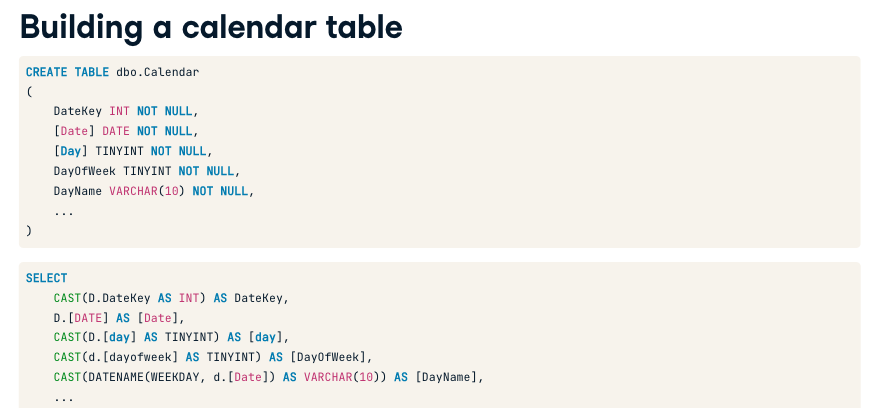 Building a calendar table
CREATE TABLE dbo.Calendar
(
    DateKey INT NOT NULL,
    [Date] DATE NOT NULL,
    [Day] TINYINT NOT NULL,
    DayOfWeek TINYINT NOT NULL,
    DayName VARCHAR(10) NOT NULL,
    ...
)
SELECT
    CAST(D.DateKey AS INT) AS DateKey,
    D.[DATE] AS [Date],
    CAST(D.[day] AS TINYINT) AS [day],
    CAST(d.[dayofweek] AS TINYINT) AS [DayOfWeek],
    CAST(DATENAME(WEEKDAY, d.[Date]) AS VARCHAR(10)) AS [DayName],
    ...